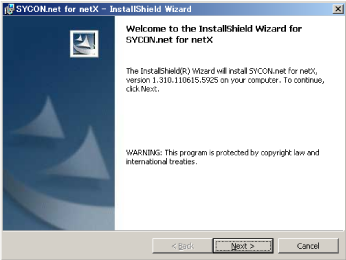 SYCON.net for netX - InstallShield Wizard
Welcome to the InstallShield Wizard for
SYCON.net for netX
The InstallShield(R) Wizard will install SYCON.net for netX,
version 1.310.110615.5925 on your computer. To continue,
click Next.
WARNING: This program is protected by copyright law and
international treaties.
< Back
Next >
Cancel